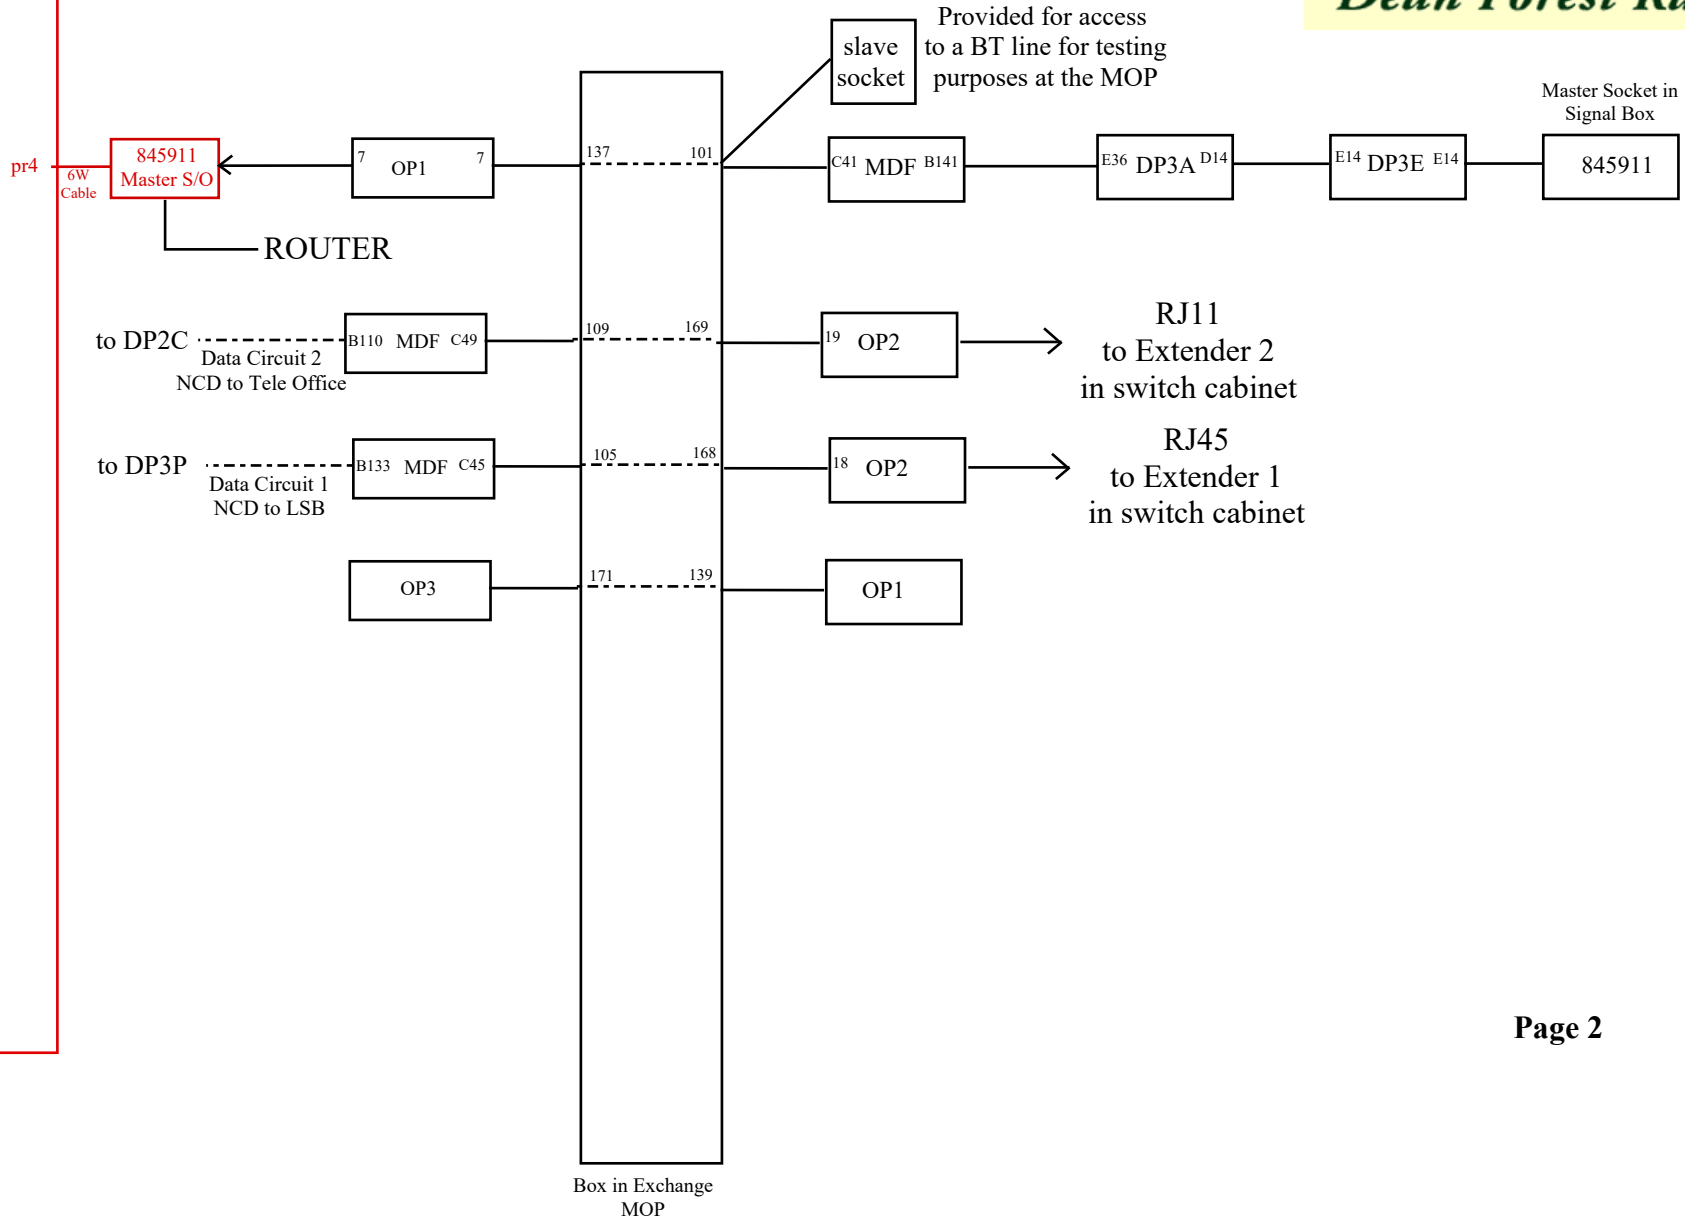 Dean Forest
Provided for access
to a BT line for testing
purposes at the MOP
slave
socket
Master Socket in
Signal Box
pr4
6W
Cable
845911
Master S/O
7 OP1 7
137 101
C41 MDF B141
E36 DP3A D14
E14 DP3E E14
845911
ROUTER
to DP2C
Data Circuit 2
NCD to Tele Office
B110 MDF C49
109 169
19 OP2
RJ11
to Extender 2
in switch cabinet
to DP3P
Data Circuit 1
NCD to LSB
B133 MDF C45
105 168
18 OP2
RJ45
to Extender 1
in switch cabinet
OP3
171 139
OP1
Page 2
Box in Exchange
MOP